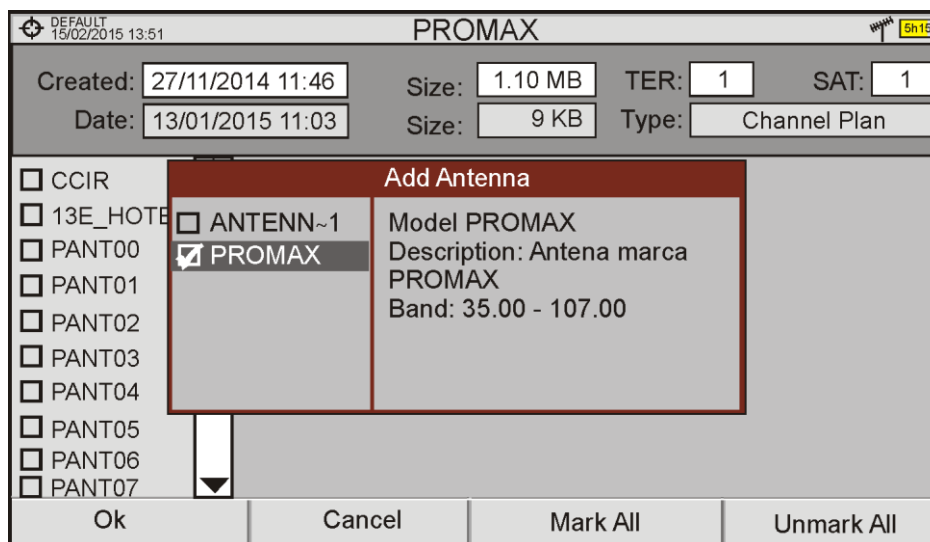 DEFAULT
15/02/2015 13:51
PROMAX
5h15
Created: 27/11/2014 11:46 Size: 1.10 MB TER: 1 SAT: 1
Date: 13/01/2015 11:03 Size: 9 KB Type: Channel Plan
CCIR
13E_HOTE
PANT00
PANT01
PANT02
PANT03
PANT04
PANT05
PANT06
PANT07
Add Antenna
ANTENN~1
PROMAX
Model PROMAX
Description: Antena marca
PROMAX
Band: 35.00 - 107.00
Ok Cancel Mark All Unmark All